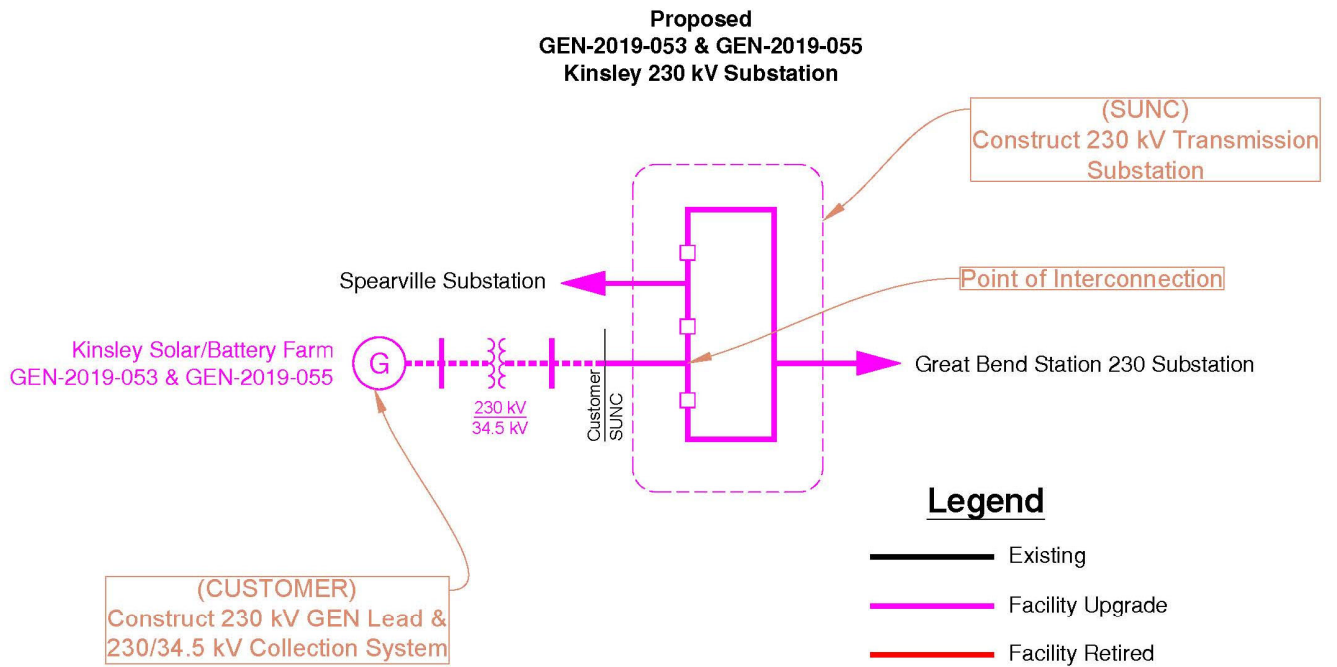 Proposed
GEN-2019-053 & GEN-2019-055
Kinsley 230 kV Substation
(SUNC)
Construct 230 kV Transmission
Substation
Spearville Substation
Point of Interconnection
Kinsley Solar/Battery Farm
GEN-2019-053 & GEN-2019-055
G
230 kV
34.5 kV
Customer
SUNC
Great Bend Station 230 Substation
(CUSTOMER)
Construct 230 kV GEN Lead &
230/34.5 kV Collection System
Legend
Existing
Facility Upgrade
Facility Retired